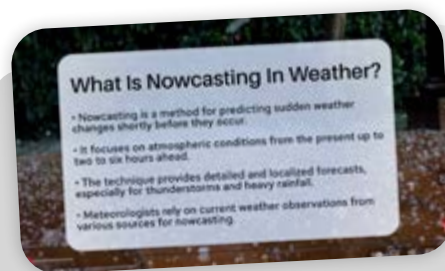 What Is Nowcasting In Weather?
• Nowcasting is a method for predicting sudden weather
changes shortly before they occur.
• It focuses on atmospheric conditions from the present up to
two to six hours ahead.
• The technique provides detailed and localized forecasts,
especially for thunderstorms and heavy rainfall.
• Meteorologists rely on current weather observations from
various sources for nowcasting.